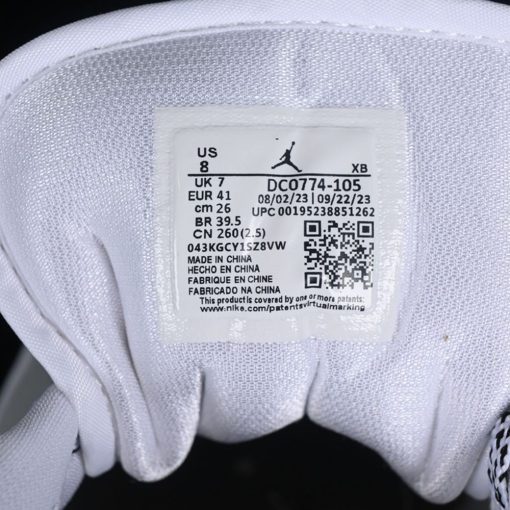 US
8 XB
UK 7 DC0774-105
EUR 41 08/02/23 | 09/22/23
cm 26 UPC 00195238851262
BR 39.5
CN 260(2.5)
043KGCY1SZ8VW
MADE IN CHINA
HECHO EN CHINA
FABRIQUE EN CHINE
FABRICADO NA CHINA
This product is covered by one or more patents:
www.nike.com/patentsvirtualmarking